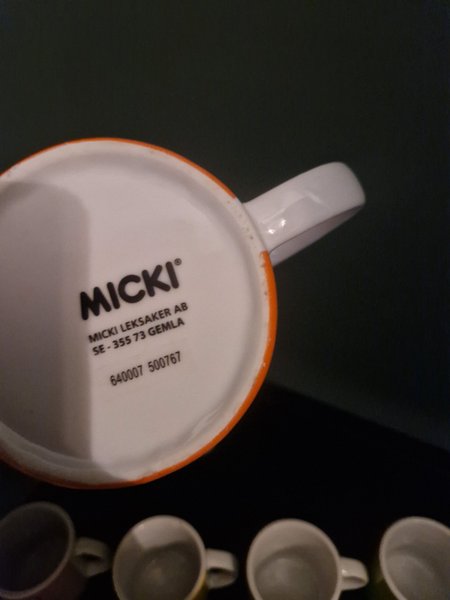 MICKI®
MICKI LEKSAKER AB
SE - 355 73 GEMLA
640007 500767